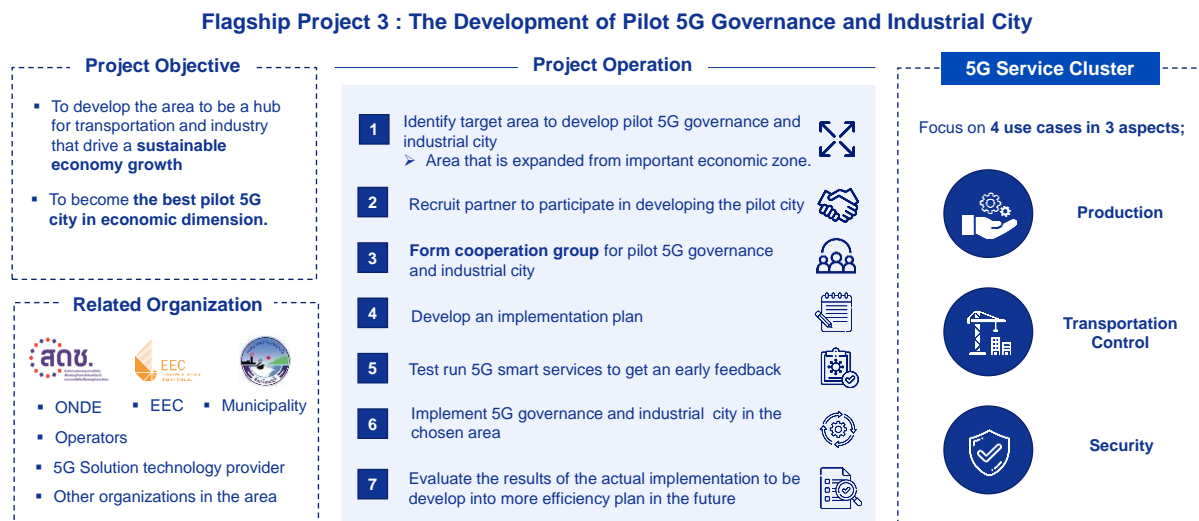 Flagship Project 3 : The Development of Pilot 5G Governance and Industrial City
Project Objective
▪ To develop the area to be a hub
for transportation and industry
that drive a sustainable
economy growth
▪ To become the best pilot 5G
city in economic dimension.
Related Organization
สดช.
EEC
▪ ONDE ▪ EEC ▪ Municipality
▪ Operators
▪ 5G Solution technology provider
▪ Other organizations in the area
Project Operation
1 Identify target area to develop pilot 5G governance and
industrial city
➢ Area that is expanded from important economic zone.
2 Recruit partner to participate in developing the pilot city
3 Form cooperation group for pilot 5G governance
and industrial city
4 Develop an implementation plan
5 Test run 5G smart services to get an early feedback
6 Implement 5G governance and industrial city in the
chosen area
7 Evaluate the results of the actual implementation to be
develop into more efficiency plan in the future
5G Service Cluster
Focus on 4 use cases in 3 aspects;
Production
Transportation
Control
Security